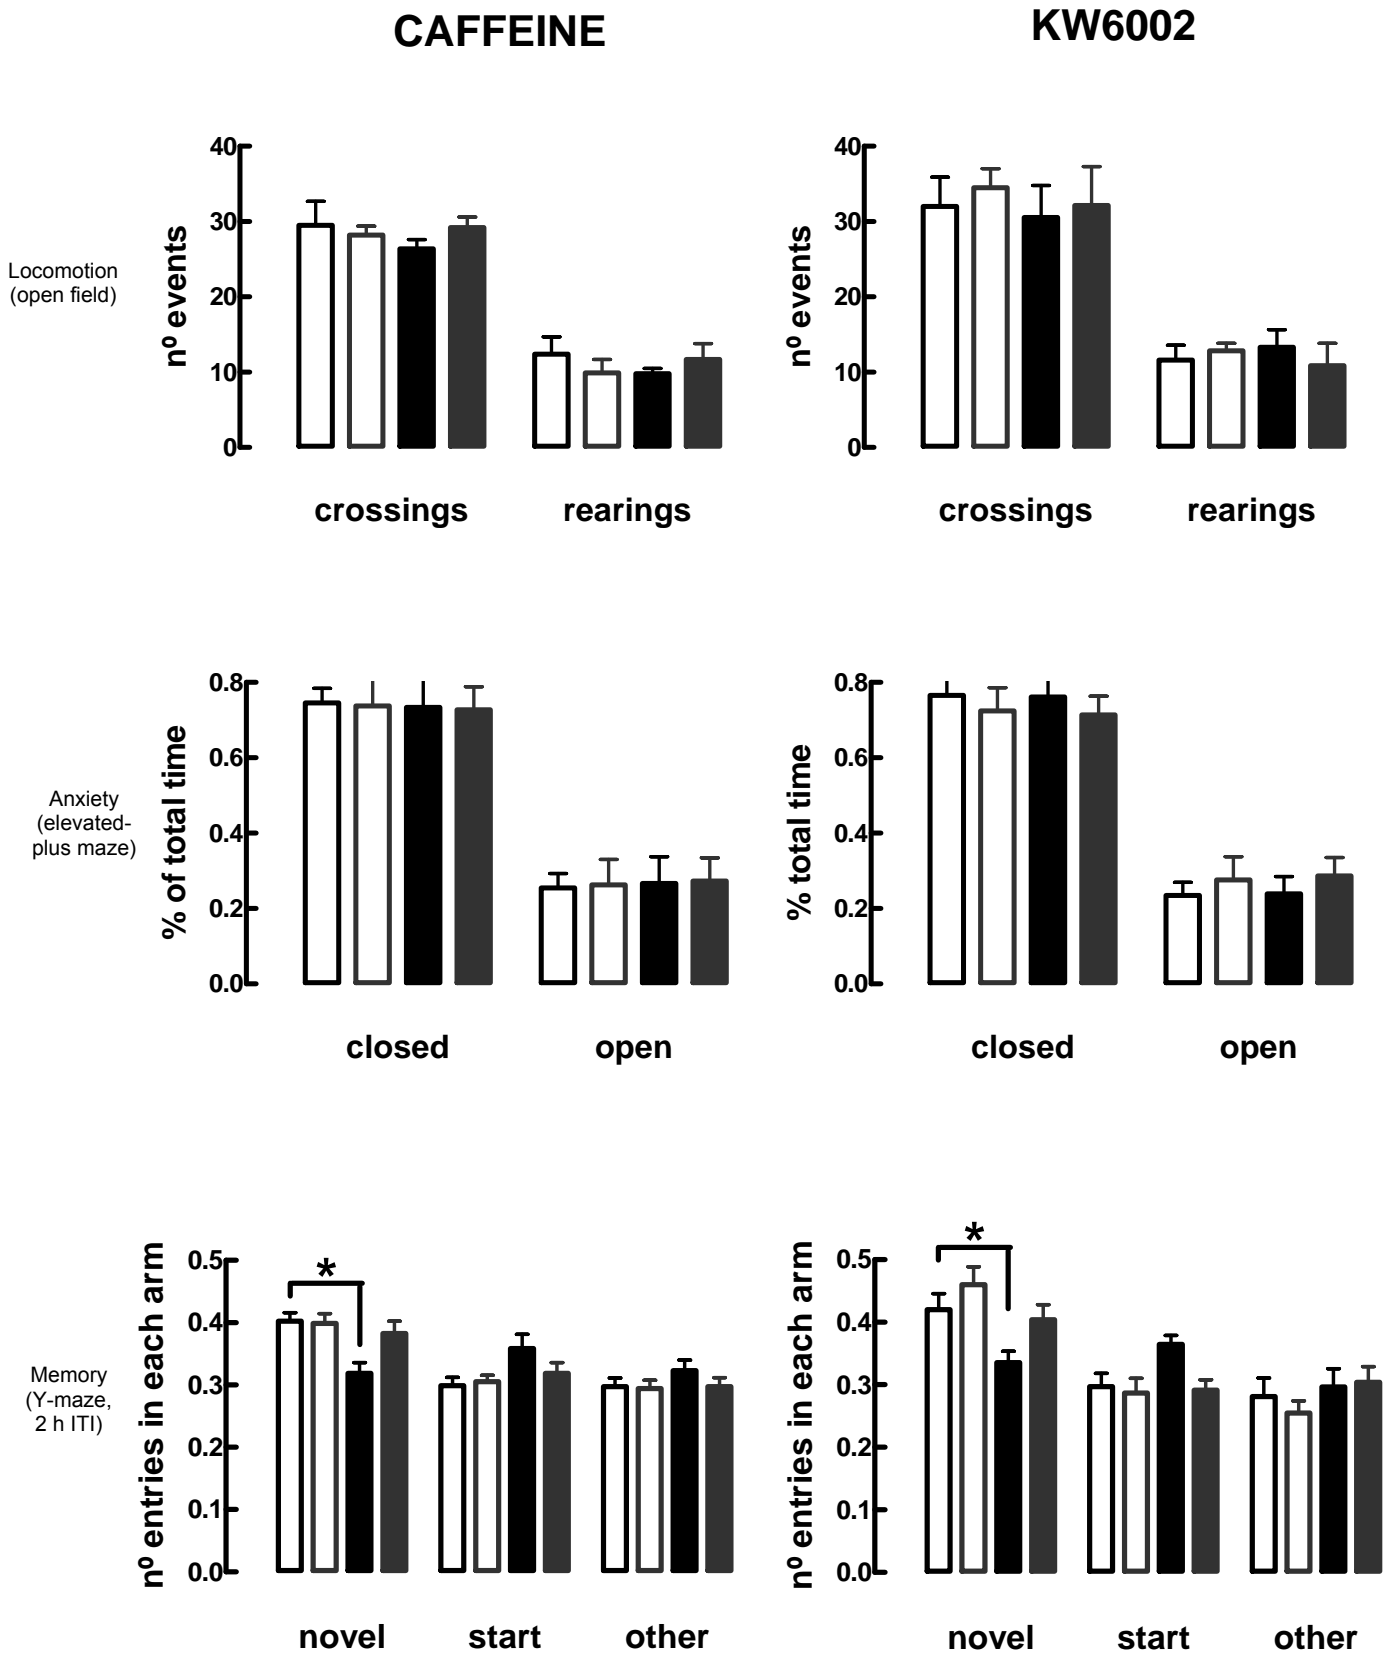 CAFFEINE
KW6002
Locomotion
(open field)
nº events
40
30
20
10
0
crossings
rearings
nº events
40
30
20
10
0
crossings
rearings
Anxiety
(elevated-
plus maze)
% of total time
0.8
0.6
0.4
0.2
0.0
closed
open
% total time
0.8
0.6
0.4
0.2
0.0
closed
open
Memory
(Y-maze,
2 h ITI)
nº entries in each arm
0.5
0.4
0.3
0.2
0.1
0.0
*
novel
start
other
nº entries in each arm
0.5
0.4
0.3
0.2
0.1
0.0
*
novel
start
other